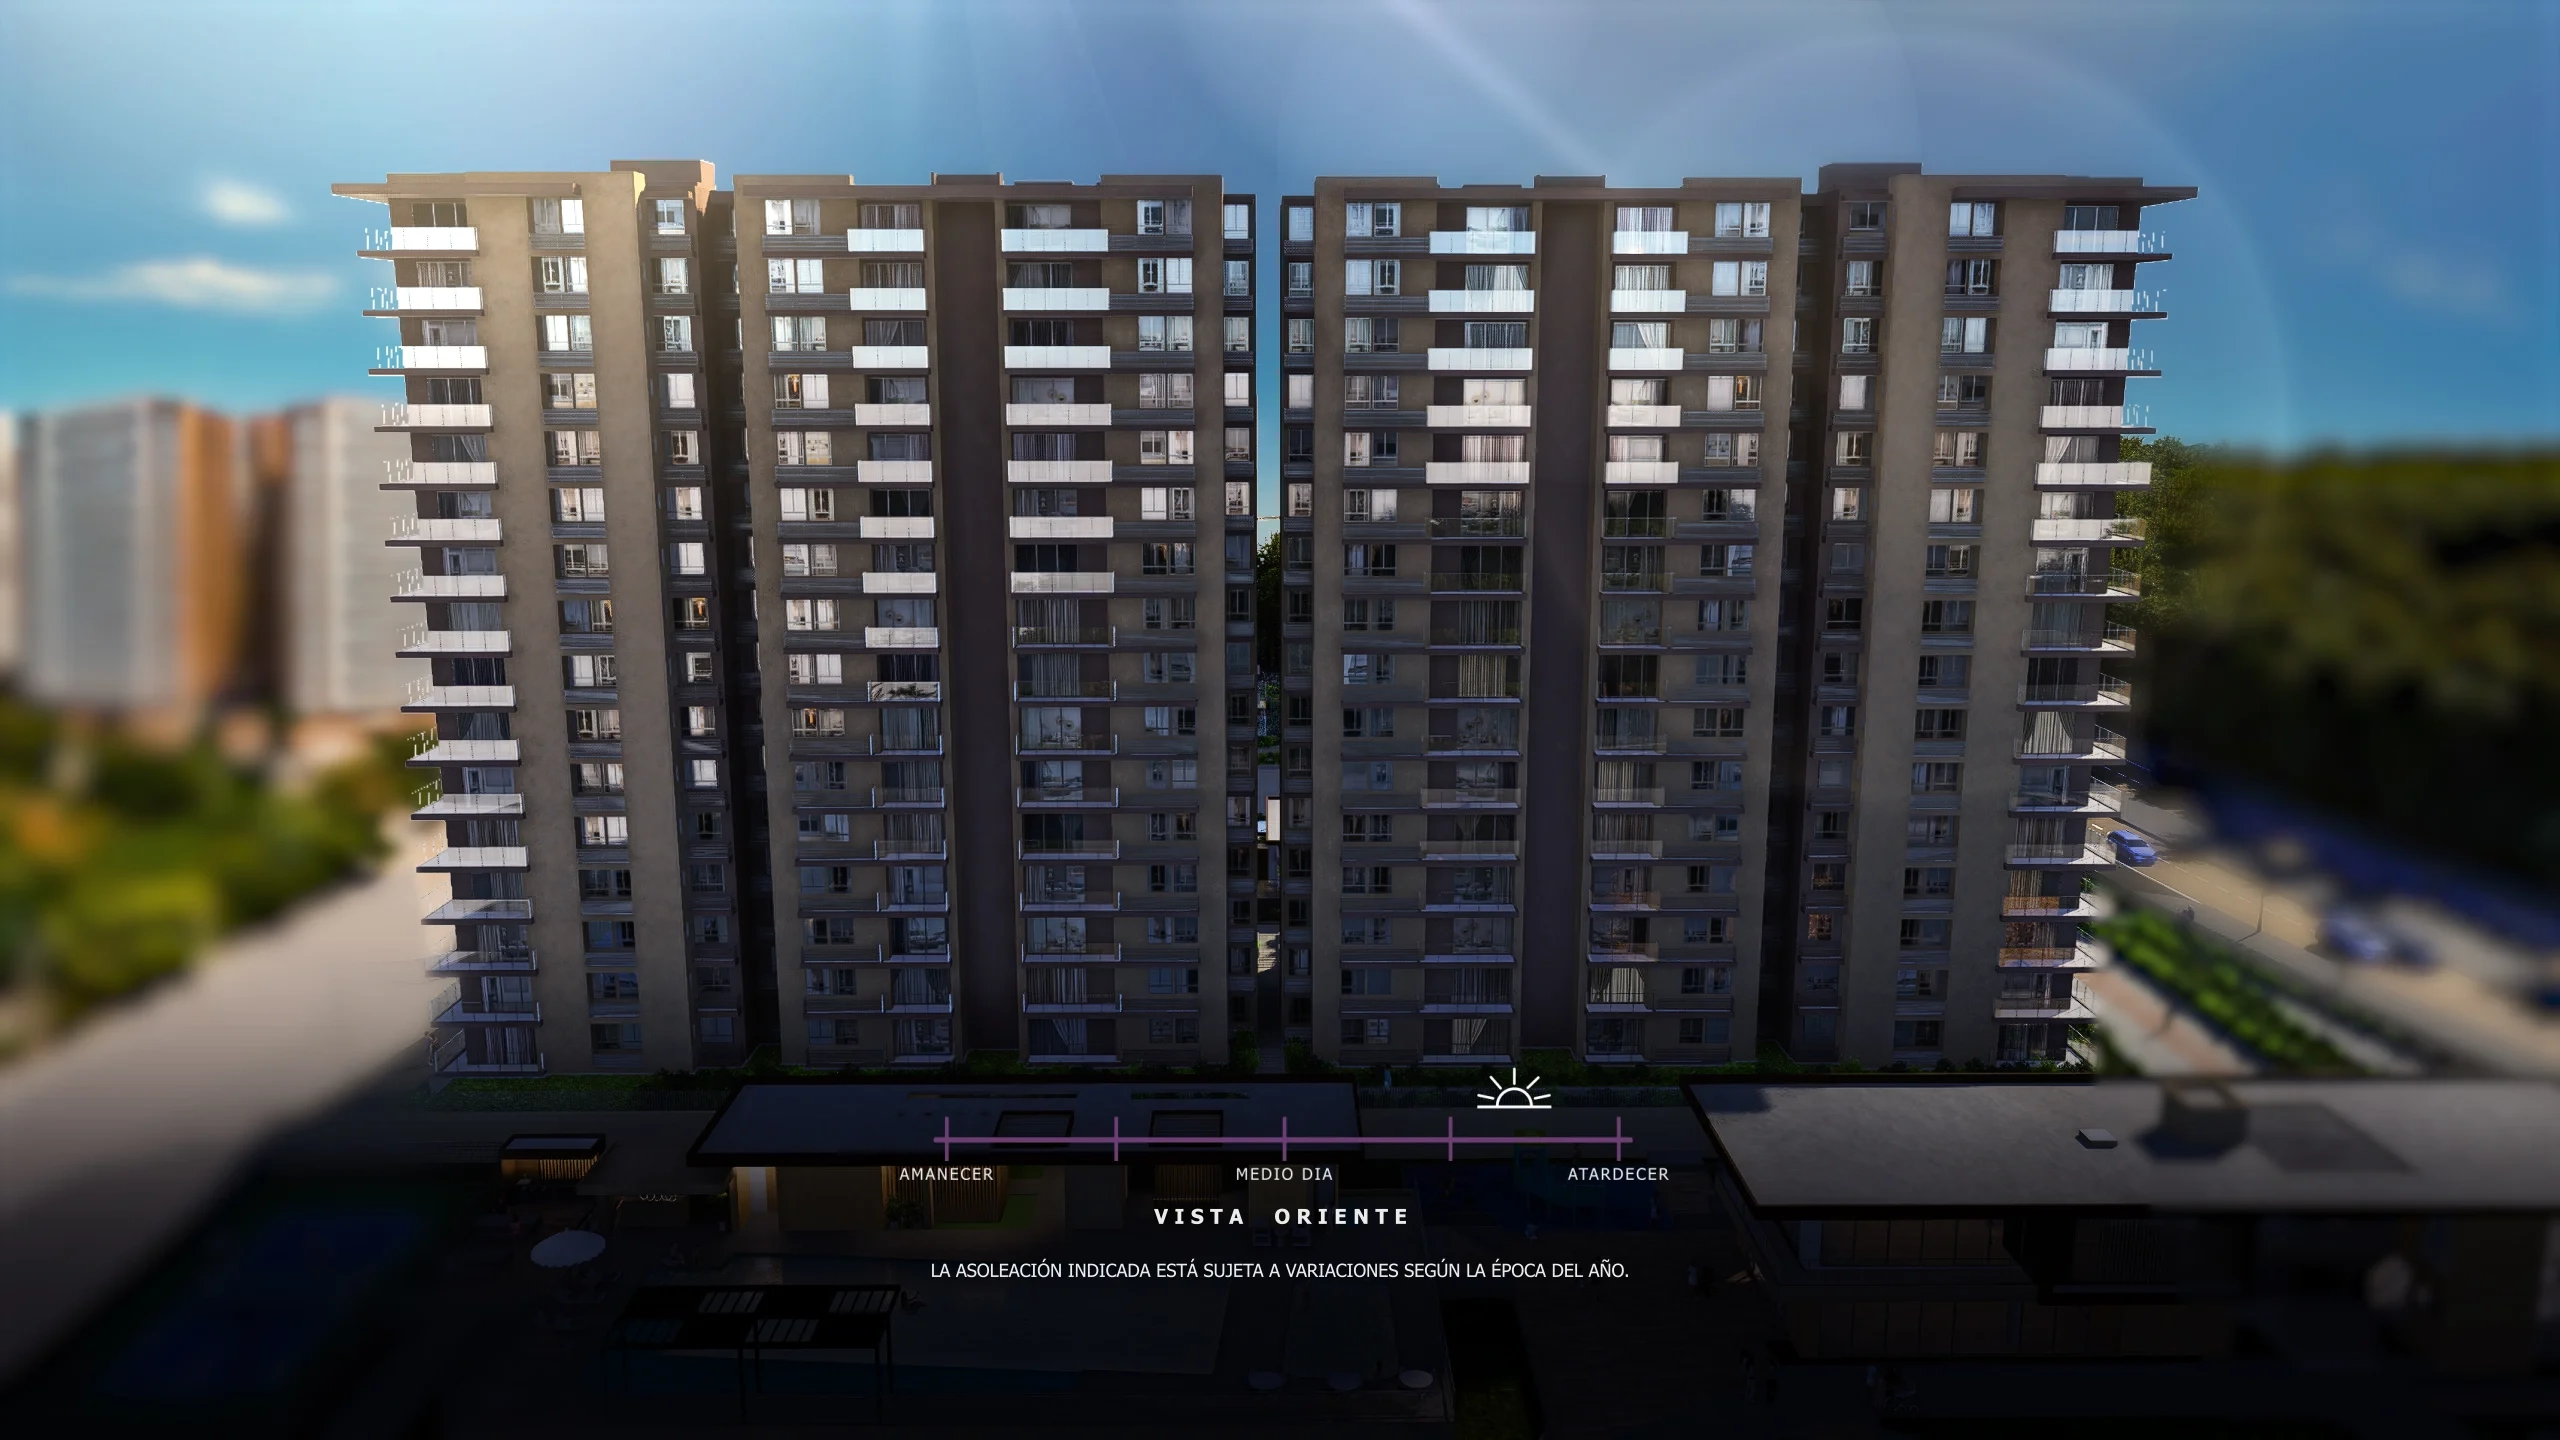 AMANECER MEDIO DIA ATARDECER
VISTA ORIENTE
LA ASOLEACIÓN INDICADA ESTÁ SUJETA A VARIACIONES SEGÚN LA ÉPOCA DEL AÑO.